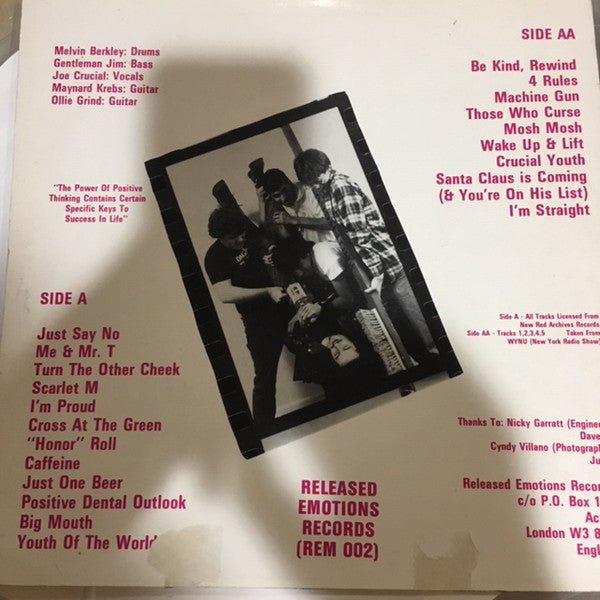 Melvin Berkley: Drums
Gentleman Jim: Bass
Joe Crucial: Vocals
Maynard Krebs: Guitar
Ollie Grind: Guitar
"The Power Of Positive
Thinking Contains Certain
Specific Keys To
Success In Life"
SIDE A
Just Say No
Me & Mr. T
Turn The Other Cheek
Scarlet M
I'm Proud
Cross At The Green
"Honor" Roll
Caffeine
Just One Beer
Positive Dental Outlook
Big Mouth
Youth Of The World
RELEASED
EMOTIONS
RECORDS
(REM 002)
SIDE AA
Be Kind, Rewind
4 Rules
Machine Gun
Those Who Curse
Mosh Mosh
Wake Up & Lift
Crucial Youth
Santa Claus is Coming
(& You're On His List)
I'm Straight
Side A - All Tracks Licensed From
New Red Archives Records
Side AA - Tracks 1,2,3,4,5 Taken From
WYNU (New York Radio Show)
Thanks To: Nicky Garratt
Dave
Cyndy Villano
Released Emotions
c/o P.O. Box
London W3